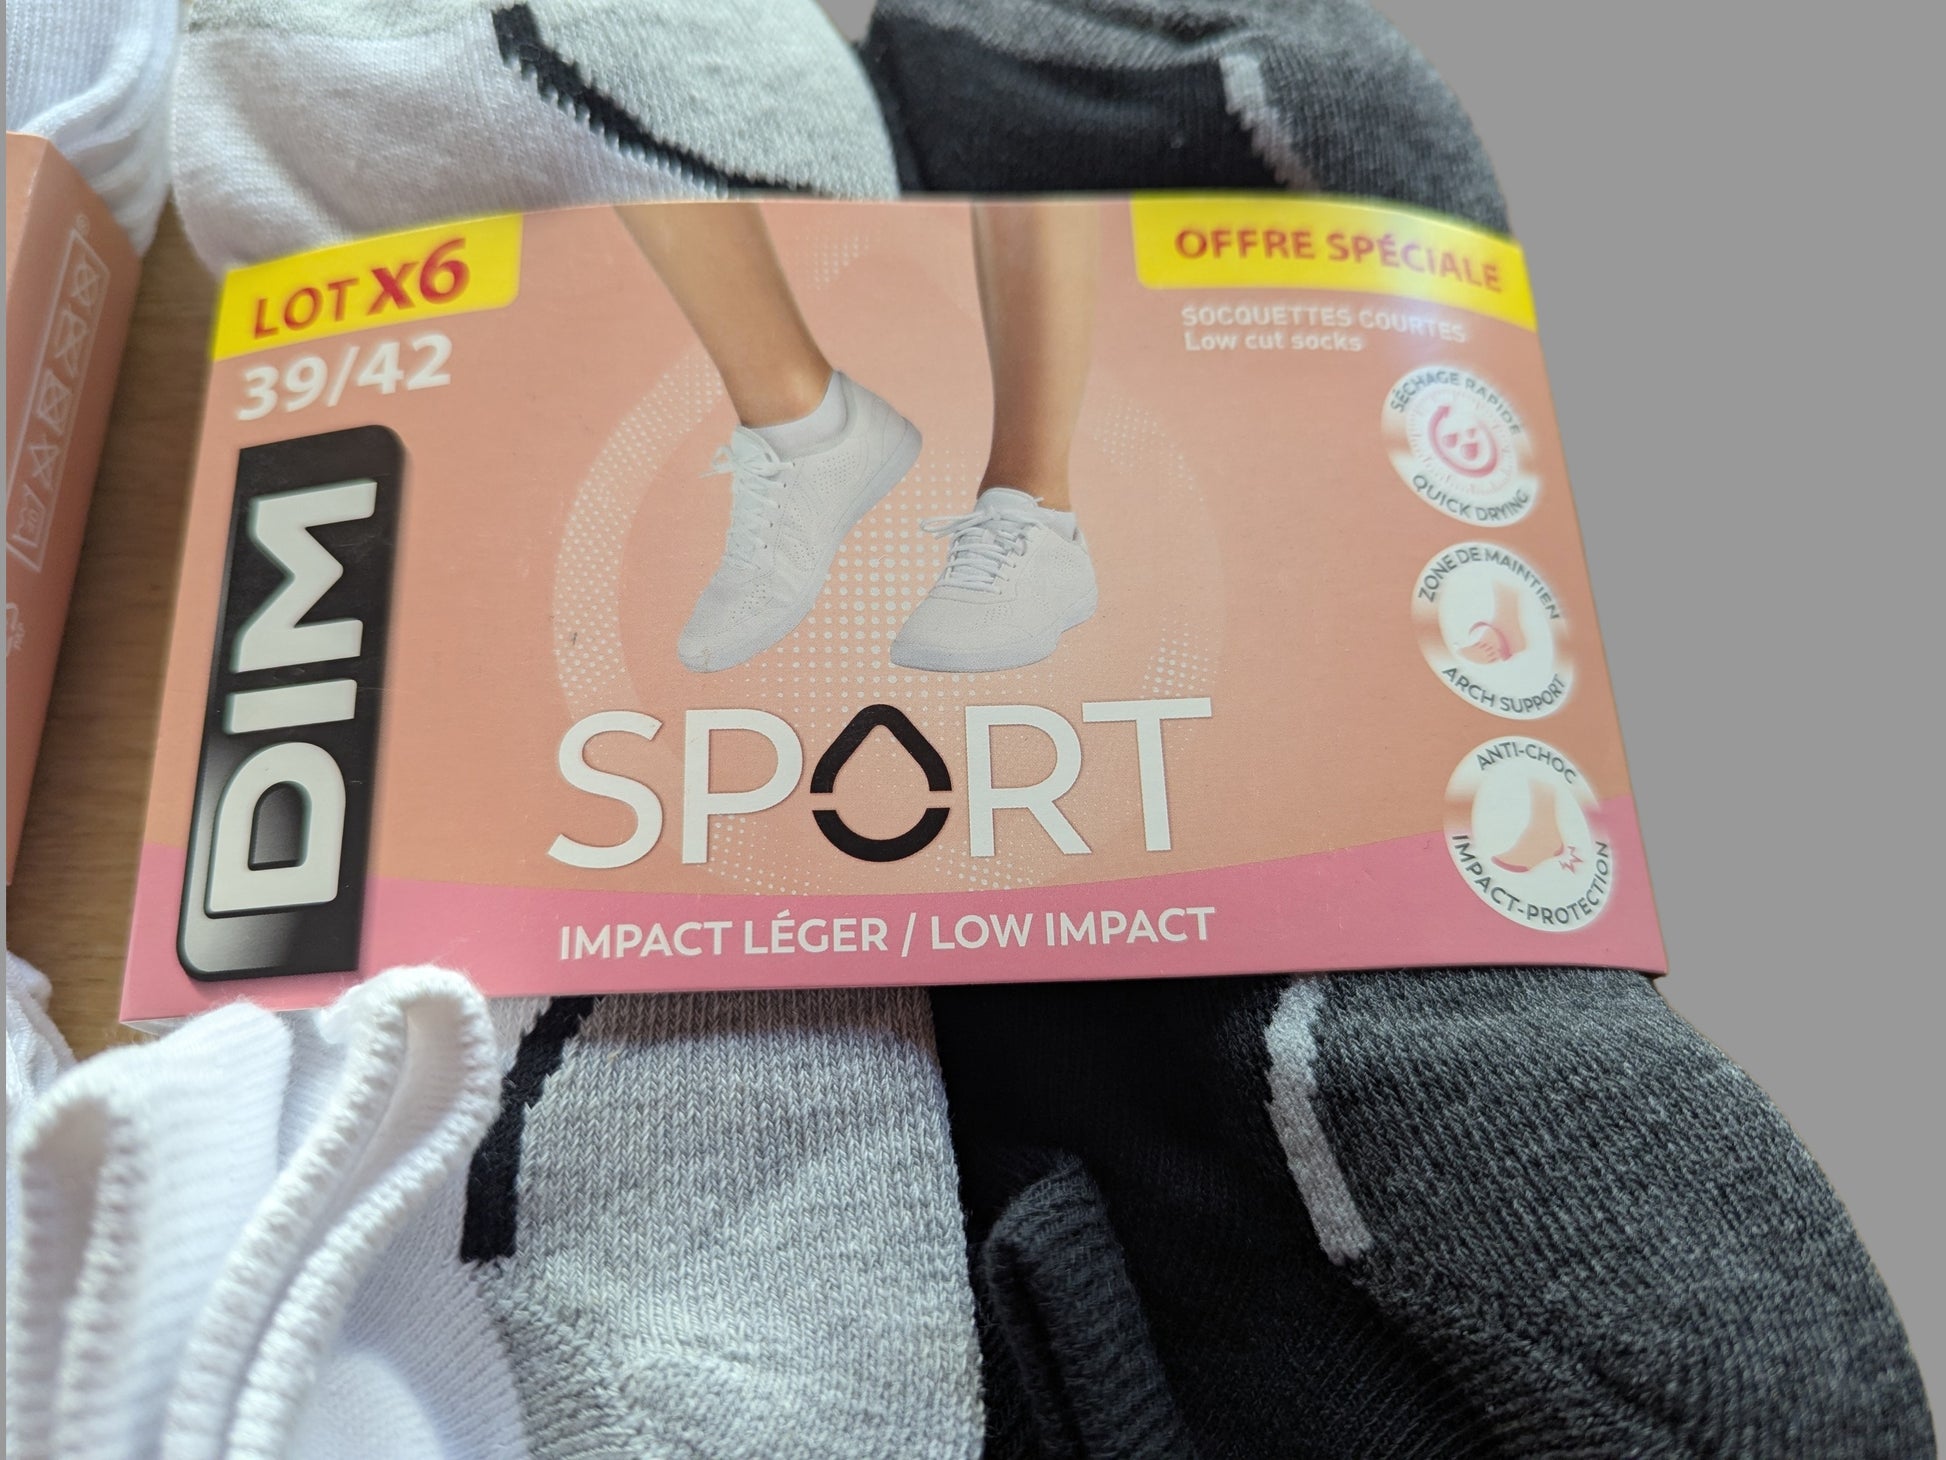 LOT X6
39/42
DIM
OFFRE SPÉCIALE
SOCQUETTES COURTES
Low cut socks
SÉCHAGE RAPIDE
QUICK DRYING
ZONE DE MAINTIEN
ARCH SUPPORT
ANTI-CHOC
IMPACT-PROTECTION
SPORT
IMPACT LÉGER / LOW IMPACT